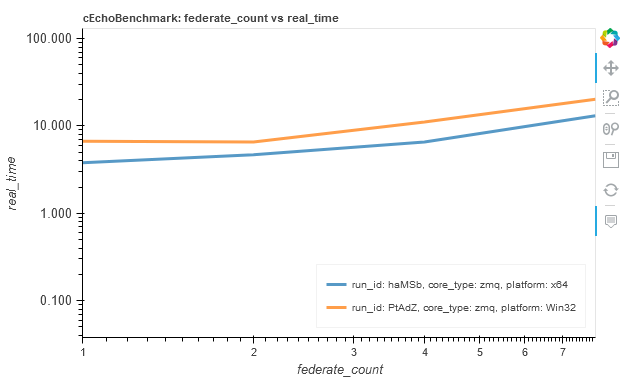 cEchoBenchmark: federate_count vs real_time
100.000
10.000
1.000
0.100
real_time
run_id: haMSb, core_type: zmq, platform: x64
run_id: PtAdZ, core_type: zmq, platform: Win32
1 2 3 4 5 6 7
federate_count